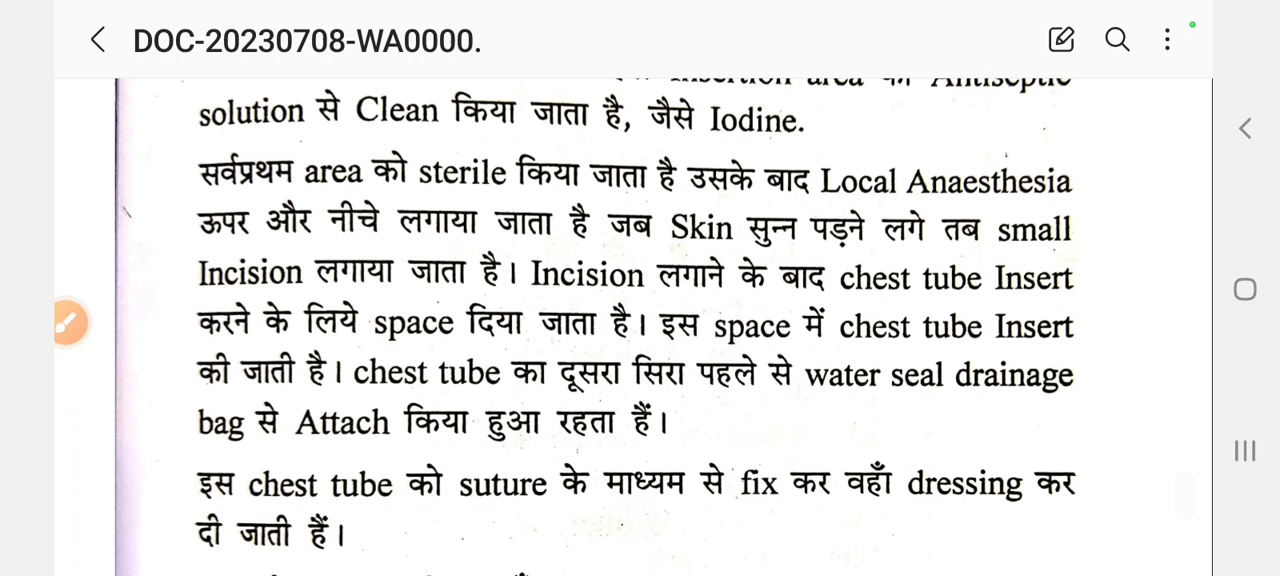 DOC-20230708-WA0000.
Insertion area को Antiseptic
solution से Clean किया जाता है, जैसे Iodine.
सर्वप्रथम area को sterile किया जाता है उसके बाद Local Anaesthesia
ऊपर और नीचे लगाया जाता है जब Skin सुन्न पड़ने लगे तब small
Incision लगाया जाता है। Incision लगाने के बाद chest tube Insert
करने के लिये space दिया जाता है। इस space में chest tube Insert
की जाती है। chest tube का दूसरा सिरा पहले से water seal drainage
bag से Attach किया हुआ रहता हैं।
इस chest tube को suture के माध्यम से fix कर वहाँ dressing कर
दी जाती हैं।